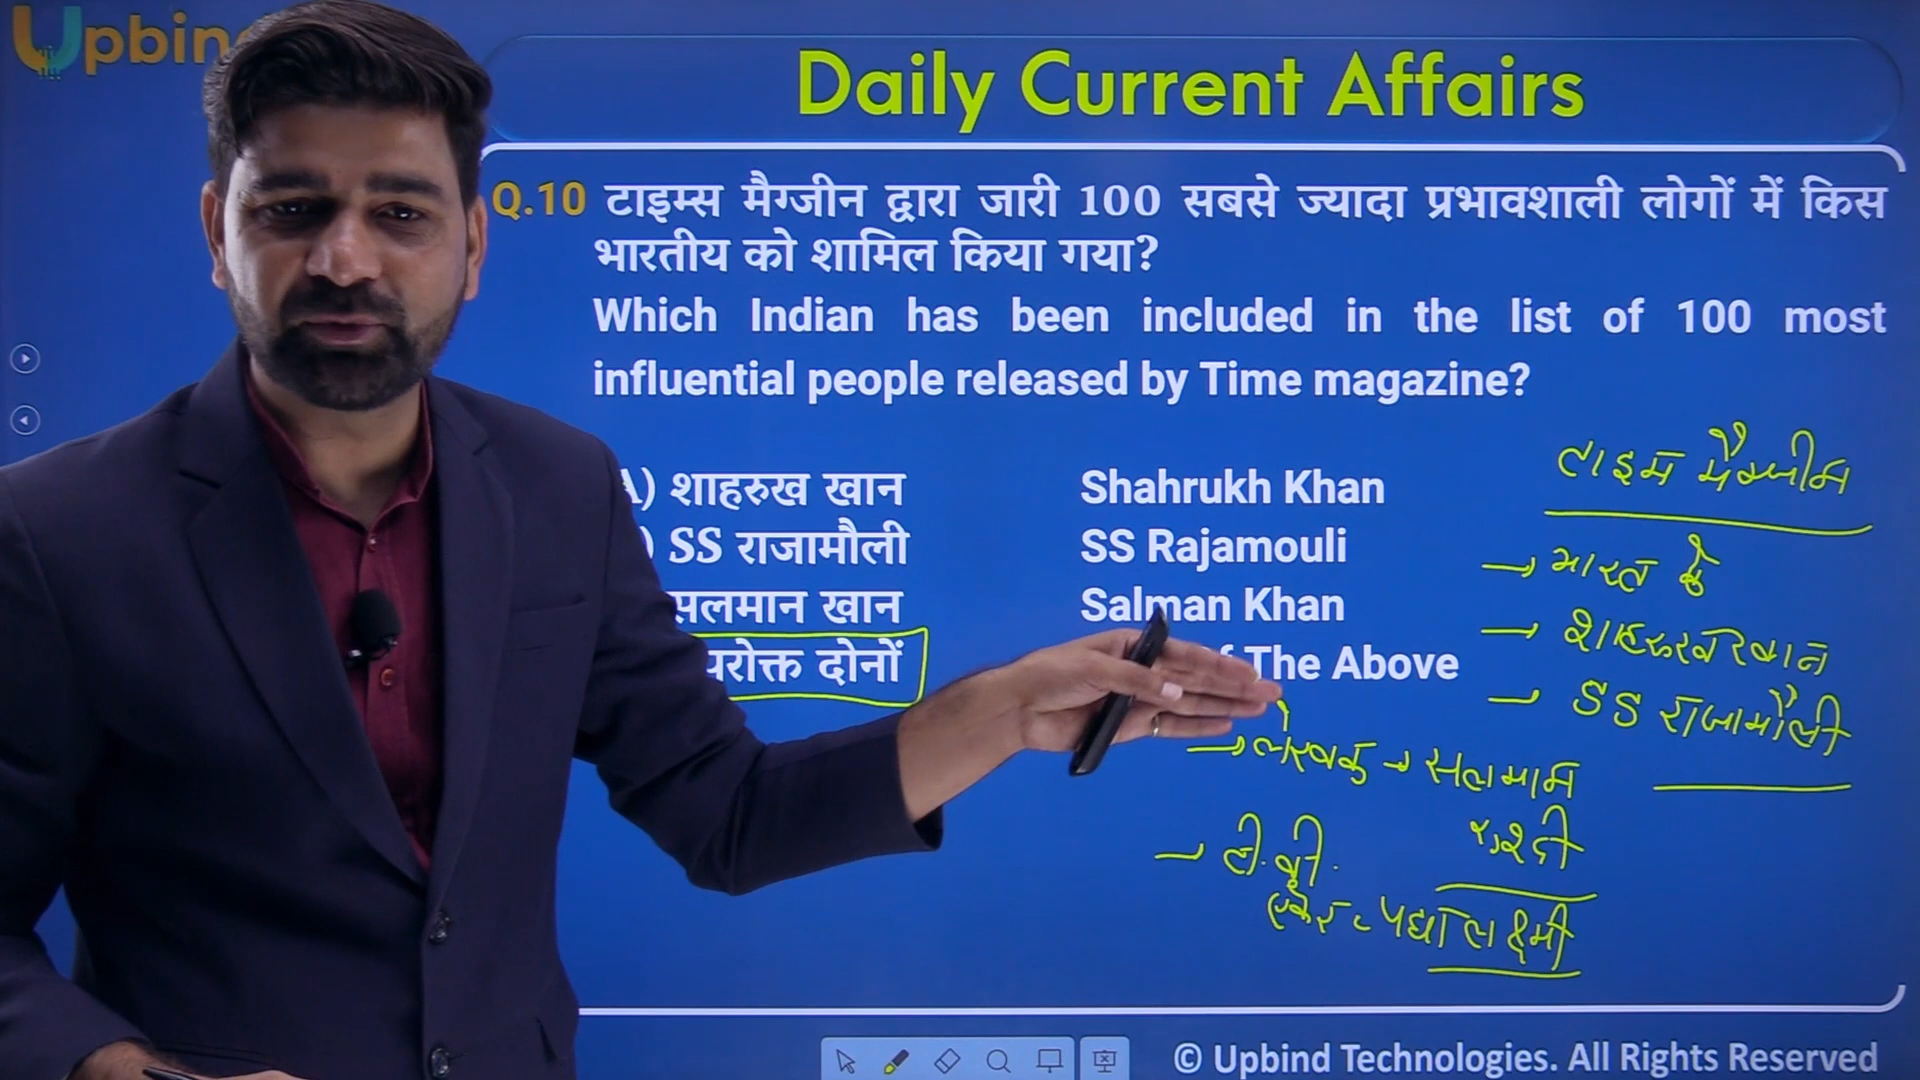 Upbind
Daily Current Affairs
Q.10 टाइम्स मैग्जीन द्वारा जारी 100 सबसे ज्यादा प्रभावशाली लोगों में किस
भारतीय को शामिल किया गया?
Which Indian has been included in the list of 100 most
influential people released by Time magazine?
A) शाहरुख खान Shahrukh Khan
) SS राजामौली SS Rajamouli
सलमान खान Salman Khan
परोक्त दोनों Of The Above
टाइम मैग्जीन
→ भारत के
→ शाहरुख खान
→ SS राजामौली
→ लेखक → सलमान
रुश्दी
→ टी.वी.
पद्मा लक्ष्मी
© Upbind Technologies. All Rights Reserved